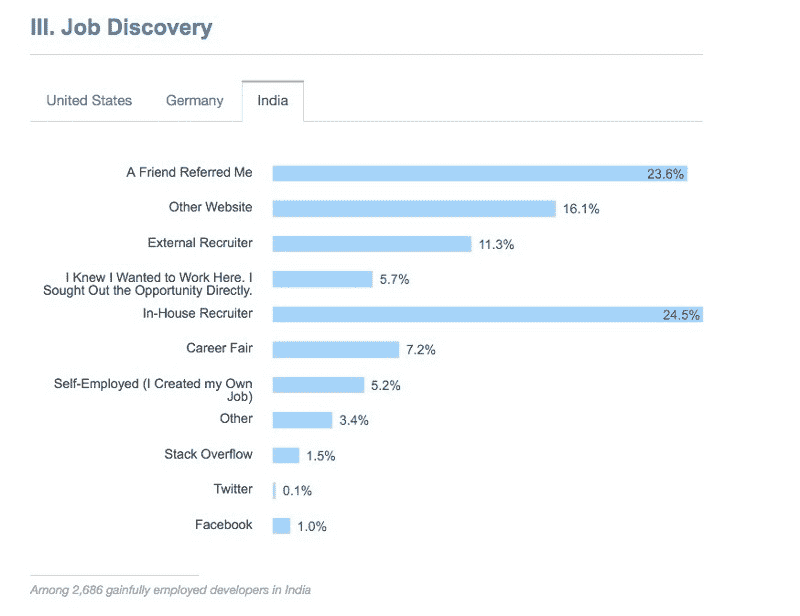 III. Job Discovery
United States Germany India
A Friend Referred Me 23.6%
Other Website 16.1%
External Recruiter 11.3%
I Knew I Wanted to Work Here. I
Sought Out the Opportunity Directly. 5.7%
In-House Recruiter 24.5%
Career Fair 7.2%
Self-Employed (I Created my Own
Job) 5.2%
Other 3.4%
Stack Overflow 1.5%
Twitter 0.1%
Facebook 1.0%
Among 2,686 gainfully employed developers in India